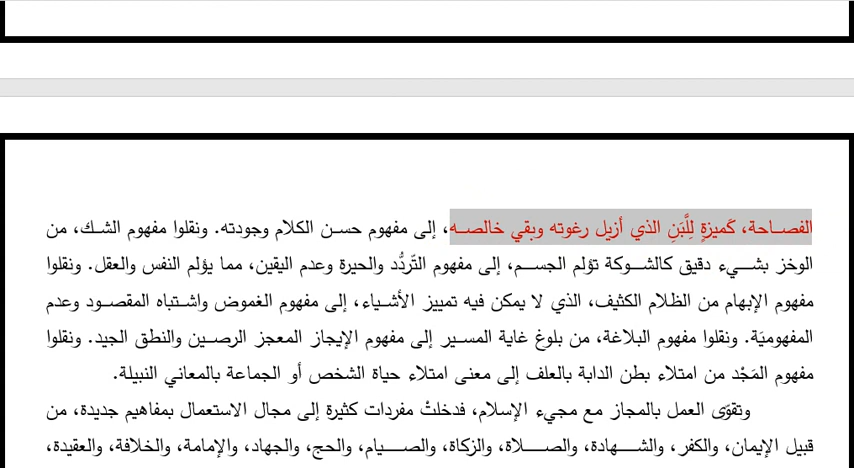 الفصاحة، كَميزةٍ لِلَّبَنِ الذي أزيل رغوته وبقي خالصه، إلى مفهوم حسن الكلام وجودته. ونقلوا مفهوم الشك، من
الوخز بشيء دقيق كالشوكة تؤلم الجسم، إلى مفهوم التّردُّد والحيرة وعدم اليقين، مما يؤلم النفس والعقل. ونقلوا
مفهوم الإبهام من الظلام الكثيف، الذي لا يمكن فيه تمييز الأشياء، إلى مفهوم الغموض واشتباه المقصود وعدم
المفهوميَة. ونقلوا مفهوم البلاغة، من بلوغ غاية المسير إلى مفهوم الإيجاز المعجز الرصين والنطق الجيد. ونقلوا
مفهوم المَجْد من امتلاء بطن الدابة بالعلف إلى معنى امتلاء حياة الشخص أو الجماعة بالمعاني النبيلة.
وتقوّى العمل بالمجاز مع مجيء الإسلام، فدخلتْ مفردات كثيرة إلى مجال الاستعمال بمفاهيم جديدة، من
قبيل الإيمان، والكفر، والشهادة، والصلاة، والزكاة، والصيام، والحج، والجهاد، والإمامة، والخلافة، والعقيدة،